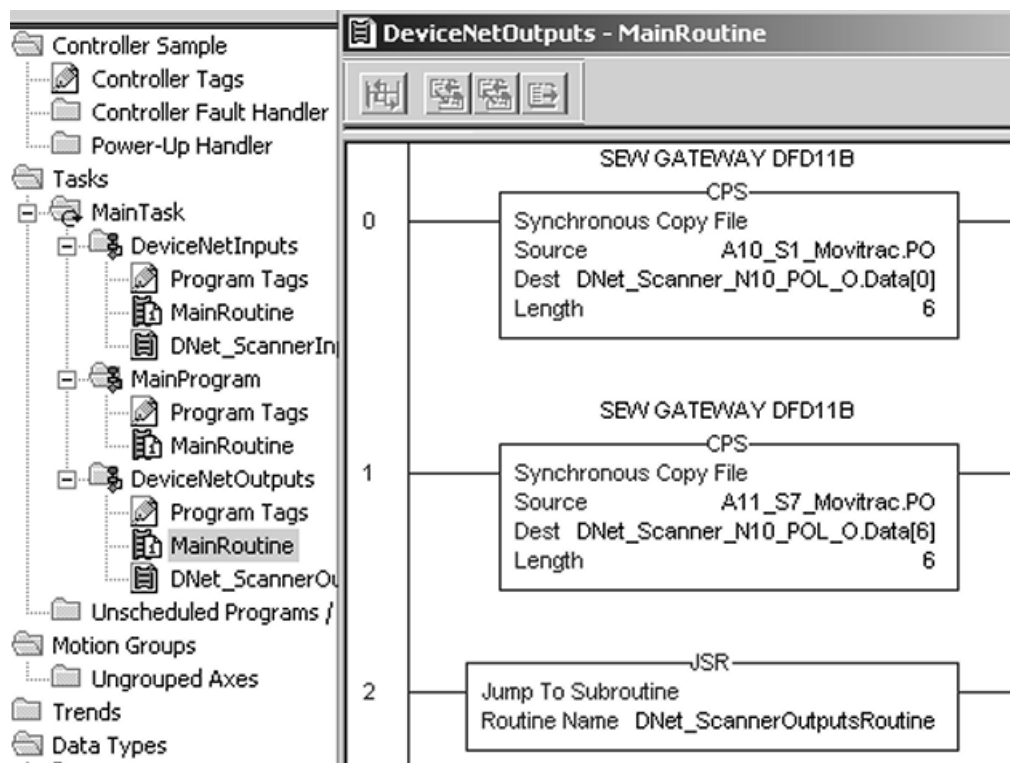 Controller Sample
Controller Tags
Controller Fault Handler
Power-Up Handler
Tasks
MainTask
DeviceNetInputs
Program Tags
MainRoutine
DNet_ScannerInp
MainProgram
Program Tags
MainRoutine
DeviceNetOutputs
Program Tags
MainRoutine
DNet_ScannerOu
Unscheduled Programs /
Motion Groups
Ungrouped Axes
Trends
Data Types
DeviceNetOutputs - MainRoutine
SEW GATEWAY DFD11B
CPS
0
Synchronous Copy File
Source A10_S1_Movitrac.PO
Dest DNet_Scanner_N10_POL_O.Data[0]
Length 6
SEW GATEWAY DFD11B
CPS
1
Synchronous Copy File
Source A11_S7_Movitrac.PO
Dest DNet_Scanner_N10_POL_O.Data[6]
Length 6
JSR
2
Jump To Subroutine
Routine Name DNet_ScannerOutputsRoutine